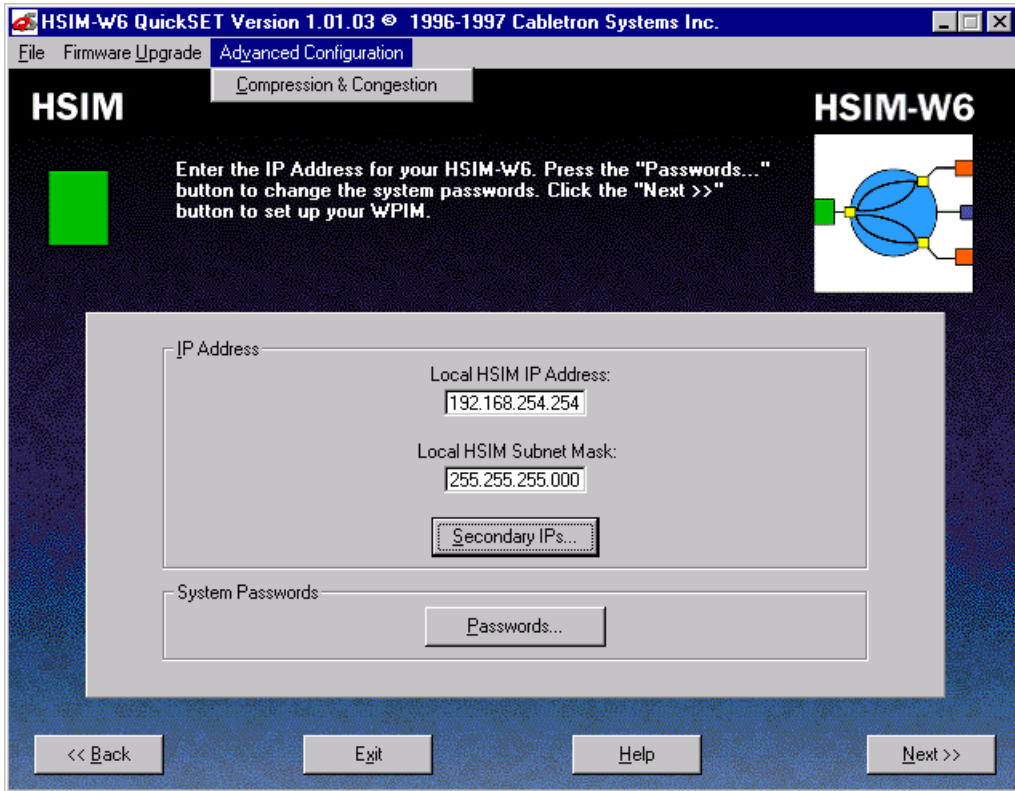 HSIM-W6 QuickSET Version 1.01.03 © 1996-1997 Cabletron Systems Inc.
File Firmware Upgrade Advanced Configuration
Compression & Congestion
HSIM
HSIM-W6
Enter the IP Address for your HSIM-W6. Press the "Passwords..."
button to change the system passwords. Click the "Next >>"
button to set up your WPIM.
IP Address
Local HSIM IP Address:
192.168.254.254
Local HSIM Subnet Mask:
255.255.255.000
Secondary IPs...
System Passwords
Passwords...
<< Back Exit Help Next >>